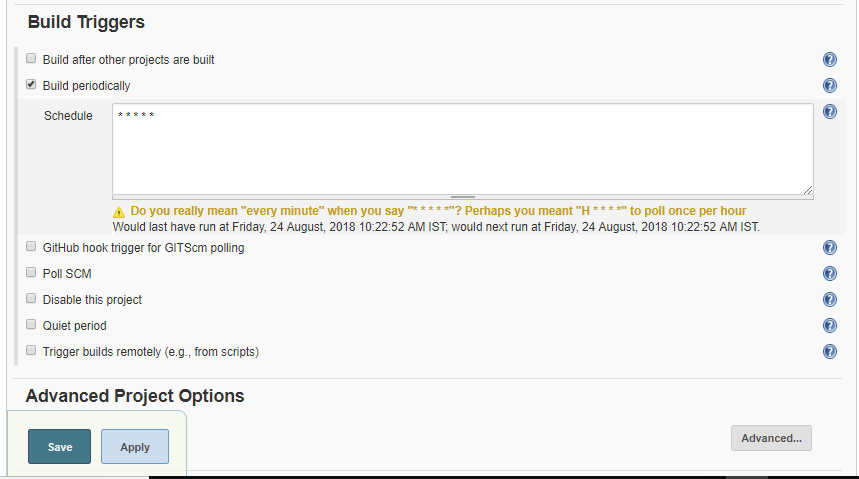 Build Triggers
Build after other projects are built
Build periodically
Schedule
* * * * *
Do you really mean "every minute" when you say "* * * * *"? Perhaps you meant "H * * * *" to poll once per hour
Would last have run at Friday, 24 August, 2018 10:22:52 AM IST; would next run at Friday, 24 August, 2018 10:22:52 AM IST.
GitHub hook trigger for GITScm polling
Poll SCM
Disable this project
Quiet period
Trigger builds remotely (e.g., from scripts)
Advanced Project Options
Save
Apply
Advanced...